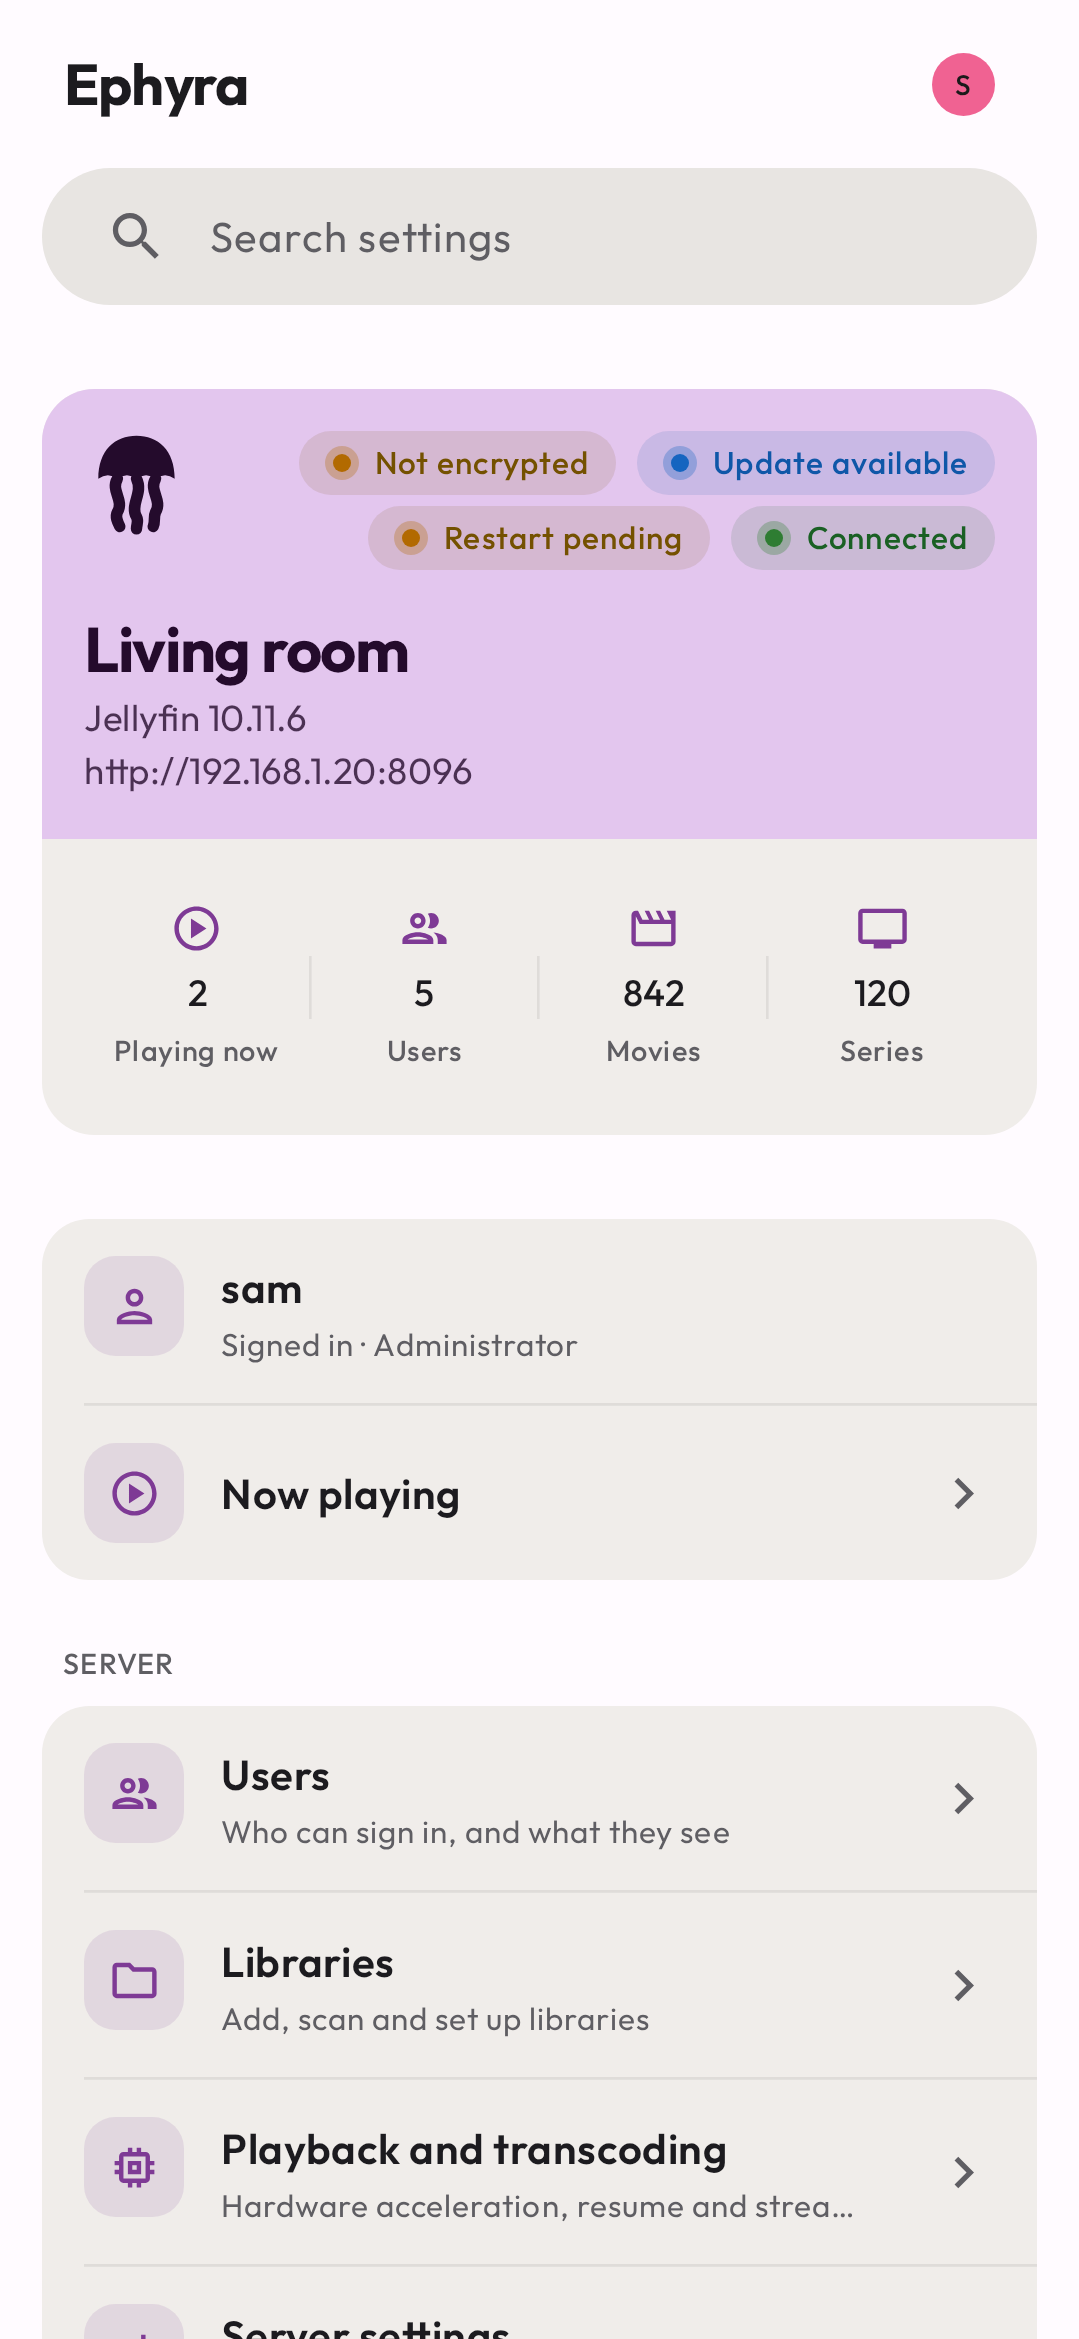 Ephyra
S
Search settings
Not encrypted
Update available
Restart pending
Connected
Living room
Jellyfin 10.11.6
http://192.168.1.20:8096
2
5
842
120
Playing now
Users
Movies
Series
sam
Signed in · Administrator
Now playing
SERVER
Users
Who can sign in, and what they see
Libraries
Add, scan and set up libraries
Playback and transcoding
Hardware acceleration, resume and strea…
Server settings